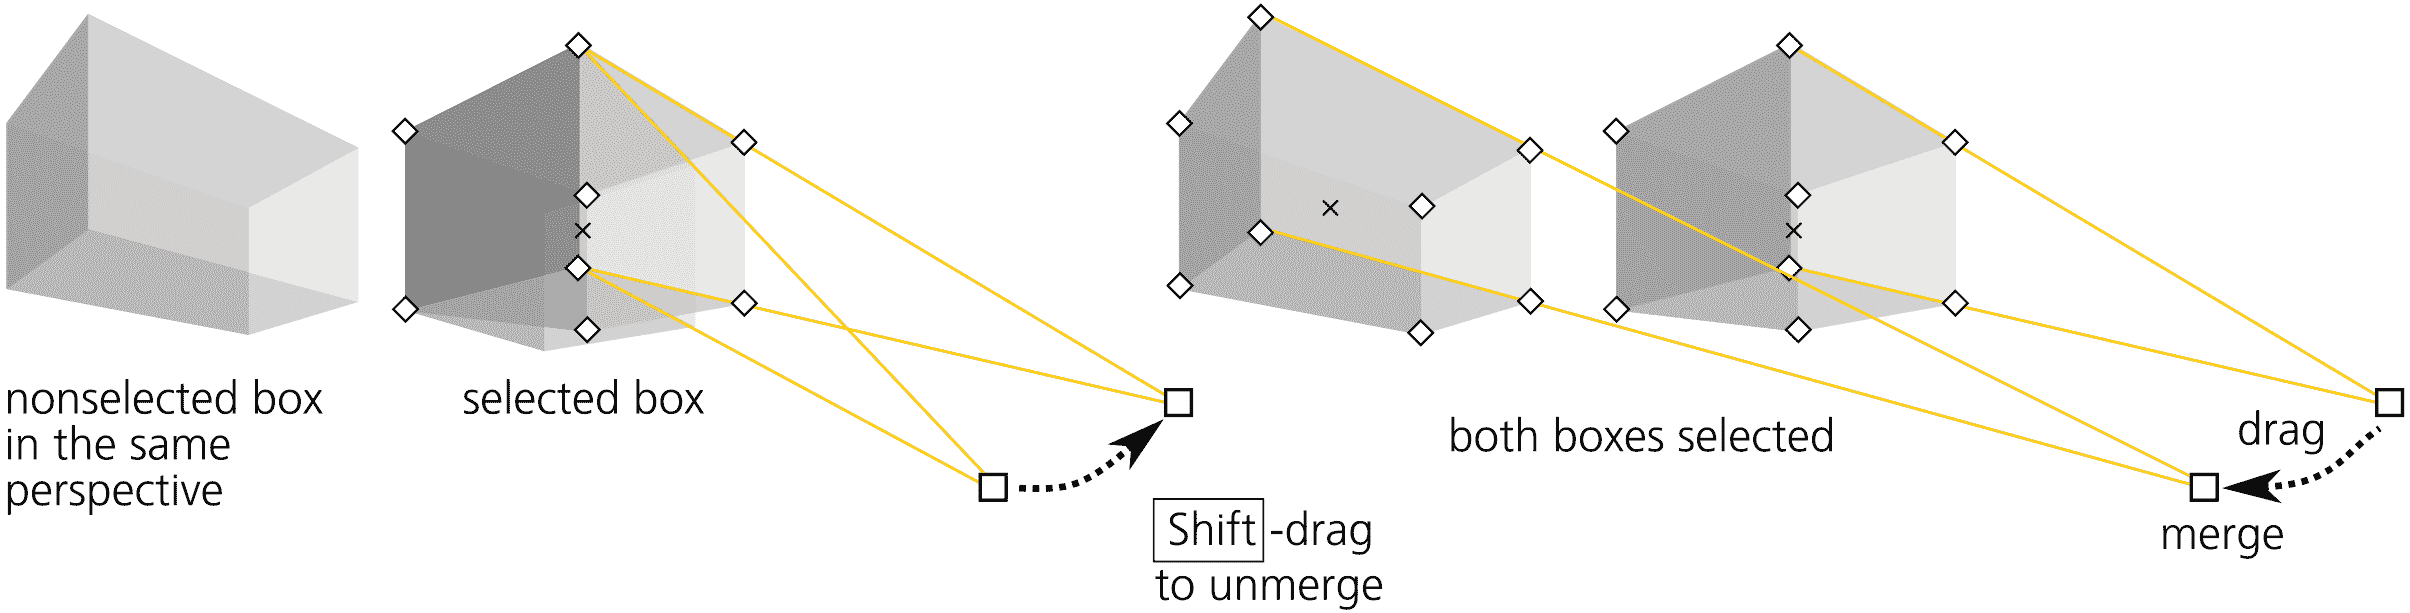 nonselected box
in the same
perspective
selected box
Shift -drag
to unmerge
both boxes selected
drag
merge